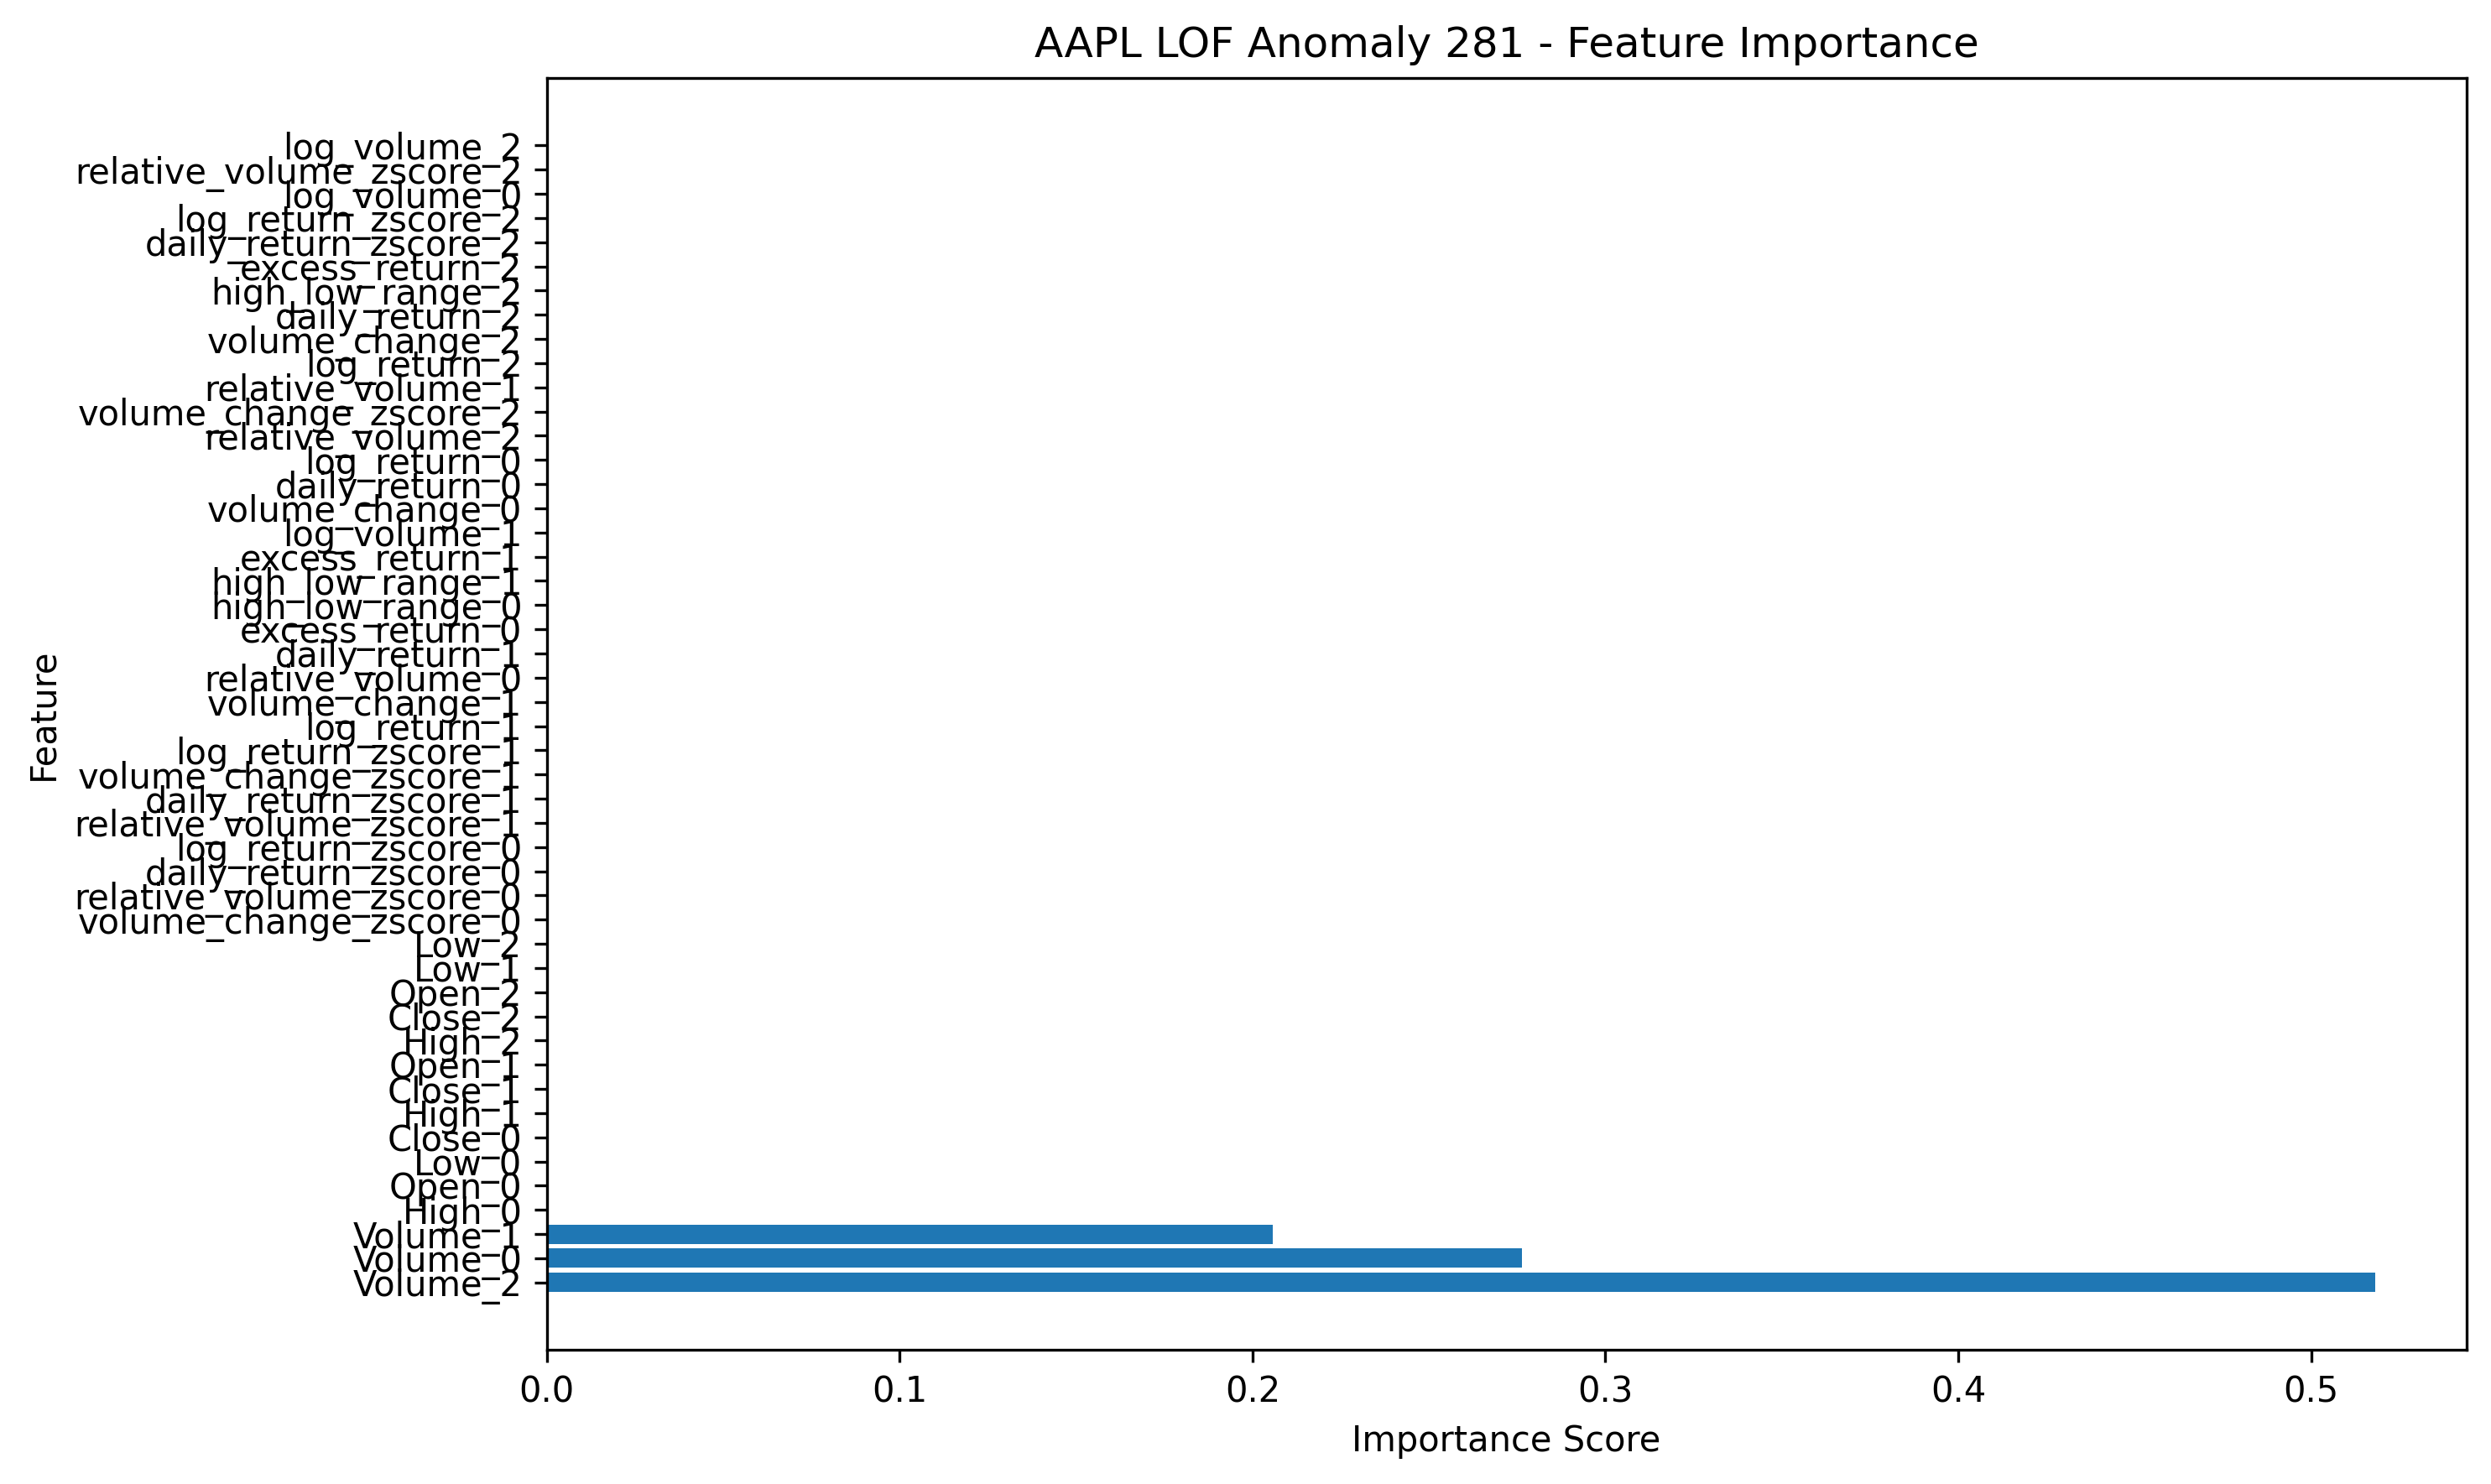 AAPL LOF Anomaly 281 - Feature Importance
log_volume_2
relative_volume_zscore_2
log_volume_0
log_return_zscore_2
daily_return_zscore_2
excess_return_2
high_low_range_2
daily_return_2
volume_change_2
log_return_2
relative_volume_1
volume_change_zscore_2
relative_volume_2
log_return_0
daily_return_0
volume_change_0
log_volume_1
excess_return_1
high_low_range_1
high_low_range_0
excess_return_0
daily_return_1
relative_volume_0
volume_change_1
log_return_1
log_return_zscore_1
volume_change_zscore_1
daily_return_zscore_1
relative_volume_zscore_1
log_return_zscore_0
daily_return_zscore_0
relative_volume_zscore_0
volume_change_zscore_0
Low_2
Low_1
Open_2
Close_2
High_2
Open_1
Close_1
High_1
Close_0
Low_0
Open_0
High_0
Volume_1
Volume_0
Volume_2
Feature
0.0 0.1 0.2 0.3 0.4 0.5
Importance Score